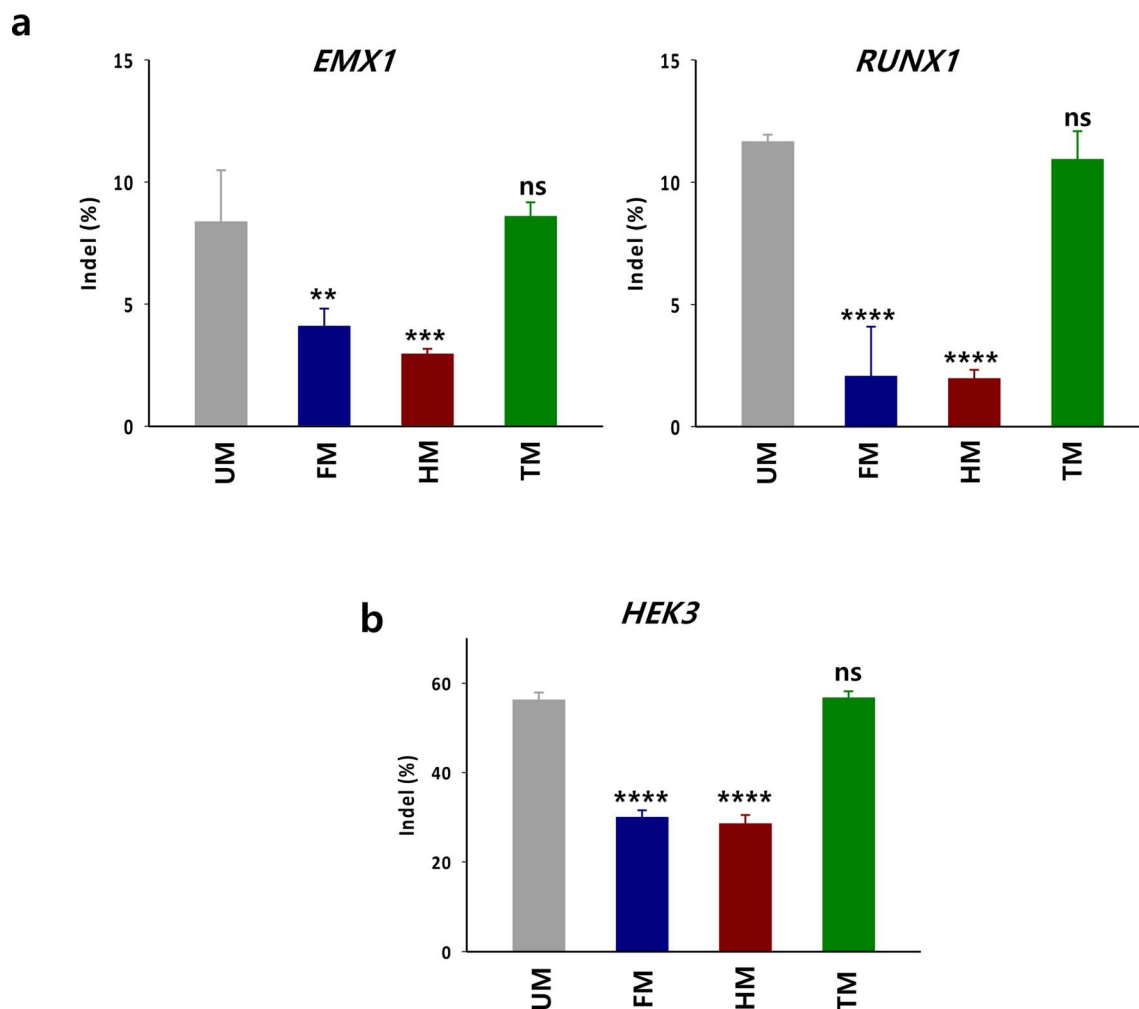 a
EMX1
RUNX1
15
10
5
0
Indel (%)
**
***
ns
UM
FM
HM
TM
15
10
5
0
Indel (%)
****
****
ns
UM
FM
HM
TM
b
HEK3
60
40
20
0
Indel (%)
****
****
ns
UM
FM
HM
TM